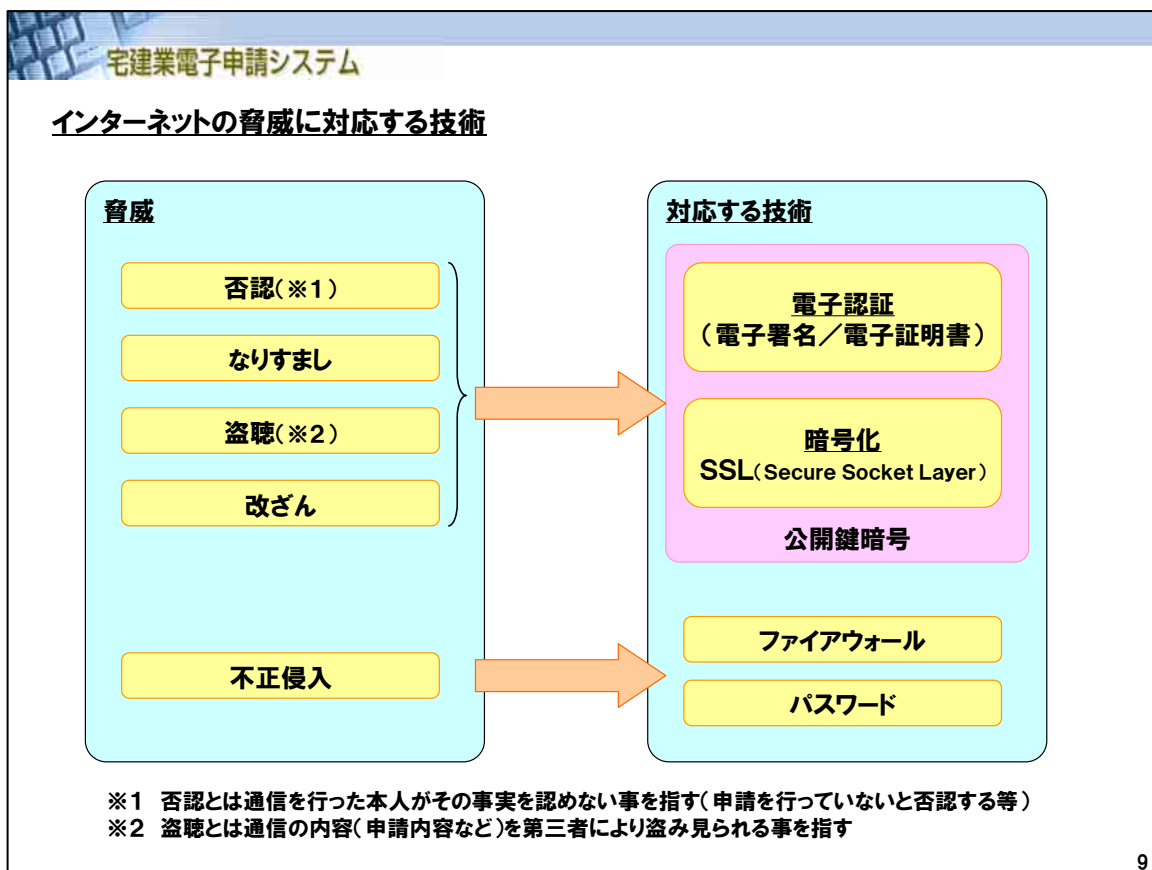 宅建業電子申請システム
インターネットの脅威に対応する技術
脅威
否認(※1)
なりすまし
盗聴(※2)
改ざん
不正侵入
対応する技術
電子認証
(電子署名/電子証明書)
暗号化
SSL(Secure Socket Layer)
公開鍵暗号
ファイアウォール
パスワード
※1 否認とは通信を行った本人がその事実を認めない事を指す(申請を行っていないと否認する等)
※2 盗聴とは通信の内容(申請内容など)を第三者により盗み見られる事を指す
9